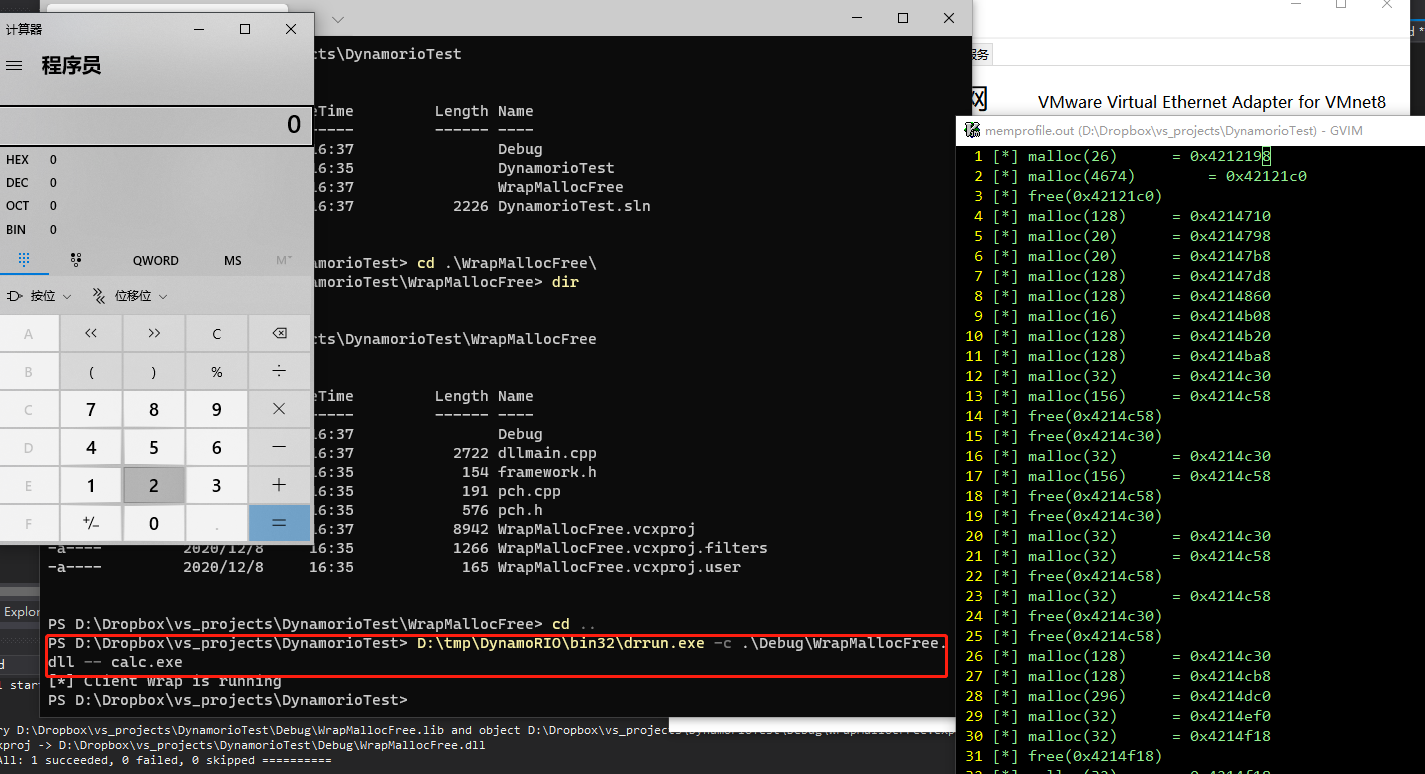 计算器
程序员
0
HEX 0
DEC 0
OCT 0
BIN 0
QWORD
MS
M˅
按位
位移位
A << >> C
B ( ) % ÷
C 7 8 9 ×
D 4 5 6 −
E 1 2 3 +
F +/− 0 . =
cts\DynamorioTest
eTime Length Name
----- ------ ----
16:37 Debug
16:35 DynamorioTest
16:37 WrapMallocFree
16:37 2226 DynamorioTest.sln
amorioTest> cd .\WrapMallocFree\
amorioTest\WrapMallocFree> dir
cts\DynamorioTest\WrapMallocFree
eTime Length Name
----- ------ ----
16:37 Debug
16:37 2722 dllmain.cpp
16:35 154 framework.h
16:35 191 pch.cpp
16:35 576 pch.h
16:37 8942 WrapMallocFree.vcxproj
-a---- 2020/12/8 16:35 1266 WrapMallocFree.vcxproj.filters
-a---- 2020/12/8 16:35 165 WrapMallocFree.vcxproj.user
PS D:\Dropbox\vs_projects\DynamorioTest\WrapMallocFree> cd ..
PS D:\Dropbox\vs_projects\DynamorioTest> D:\tmp\DynamoRIO\bin32\drrun.exe -c .\Debug\WrapMallocFree.
dll -- calc.exe
[*] Client Wrap is running
PS D:\Dropbox\vs_projects\DynamorioTest>
Explor
d
l star
ry D:\Dropbox\vs_projects\DynamorioTest\Debug\WrapMallocFree.lib and object D:\Dropbox\vs_projects\DynamorioTest\Debug\WrapMallocFree.exp
xproj -> D:\Dropbox\vs_projects\DynamorioTest\Debug\WrapMallocFree.dll
All: 1 succeeded, 0 failed, 0 skipped ==========
服务
网
VMware Virtual Ethernet Adapter for VMnet8
d *
memprofile.out (D:\Dropbox\vs_projects\DynamorioTest) - GVIM
1 [*] malloc(26) = 0x4212198
2 [*] malloc(4674) = 0x42121c0
3 [*] free(0x42121c0)
4 [*] malloc(128) = 0x4214710
5 [*] malloc(20) = 0x4214798
6 [*] malloc(20) = 0x42147b8
7 [*] malloc(128) = 0x42147d8
8 [*] malloc(128) = 0x4214860
9 [*] malloc(16) = 0x4214b08
10 [*] malloc(128) = 0x4214b20
11 [*] malloc(128) = 0x4214ba8
12 [*] malloc(32) = 0x4214c30
13 [*] malloc(156) = 0x4214c58
14 [*] free(0x4214c58)
15 [*] free(0x4214c30)
16 [*] malloc(32) = 0x4214c30
17 [*] malloc(156) = 0x4214c58
18 [*] free(0x4214c58)
19 [*] free(0x4214c30)
20 [*] malloc(32) = 0x4214c30
21 [*] malloc(32) = 0x4214c58
22 [*] free(0x4214c58)
23 [*] malloc(32) = 0x4214c58
24 [*] free(0x4214c30)
25 [*] free(0x4214c58)
26 [*] malloc(128) = 0x4214c30
27 [*] malloc(128) = 0x4214cb8
28 [*] malloc(296) = 0x4214dc0
29 [*] malloc(32) = 0x4214ef0
30 [*] malloc(32) = 0x4214f18
31 [*] free(0x4214f18)
32 [*] malloc(32) = 0x4214f18